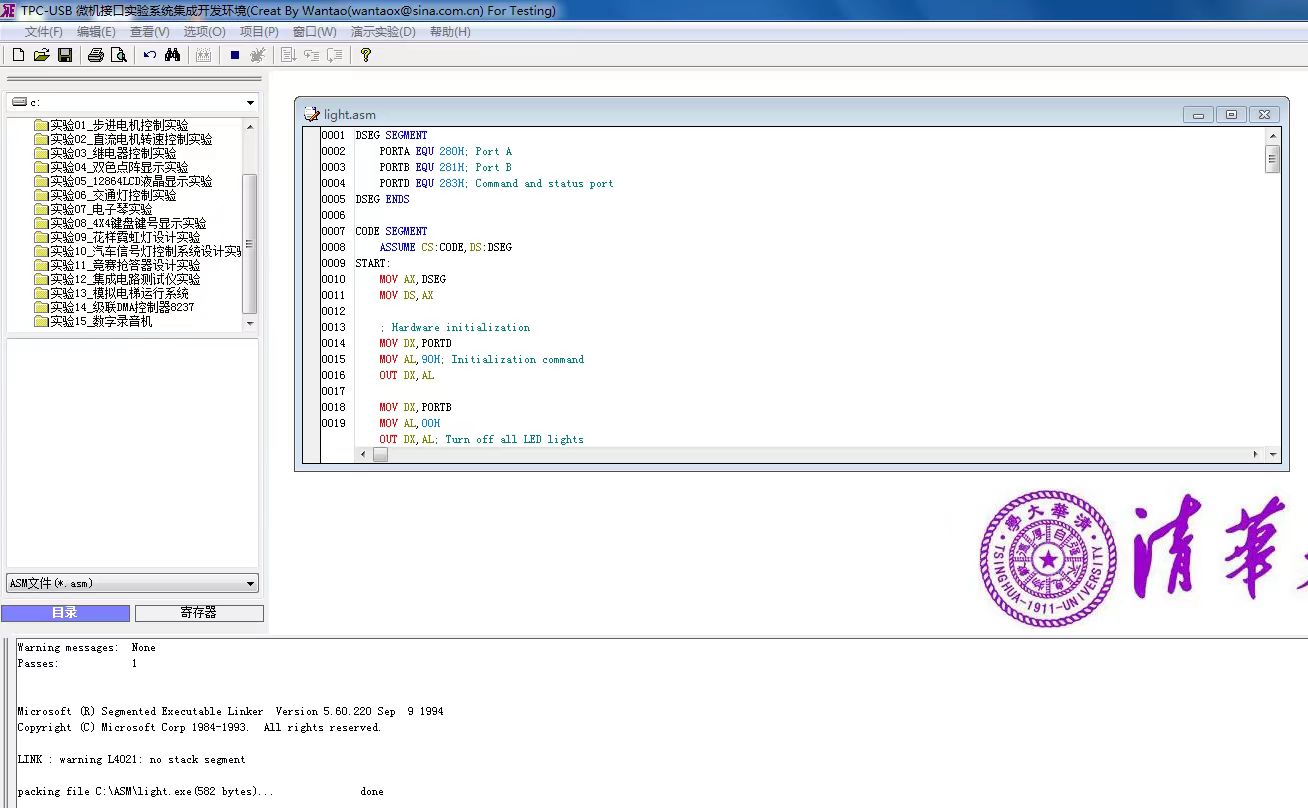 TPC-USB 微机接口实验系统集成开发环境(Creat By Wantao(wantaox@sina.com.cn) For Testing)
文件(F) 编辑(E) 查看(V) 选项(O) 项目(P) 窗口(W) 演示实验(D) 帮助(H)
c:
实验01_步进电机控制实验
实验02_直流电机转速控制实验
实验03_继电器控制实验
实验04_双色点阵显示实验
实验05_12864LCD液晶显示实验
实验06_交通灯控制实验
实验07_电子琴实验
实验08_4X4键盘键号显示实验
实验09_花样霓虹灯设计实验
实验10_汽车信号灯控制系统设计实验
实验11_竞赛抢答器设计实验
实验12_集成电路测试仪实验
实验13_模拟电梯运行系统
实验14_级联DMA控制器8237
实验15_数字录音机
ASM文件(*.asm)
目录 寄存器
light.asm
0001 DSEG SEGMENT
0002 PORTA EQU 280H; Port A
0003 PORTB EQU 281H; Port B
0004 PORTD EQU 283H; Command and status port
0005 DSEG ENDS
0006
0007 CODE SEGMENT
0008 ASSUME CS:CODE,DS:DSEG
0009 START:
0010 MOV AX,DSEG
0011 MOV DS,AX
0012
0013 ; Hardware initialization
0014 MOV DX,PORTD
0015 MOV AL,90H; Initialization command
0016 OUT DX,AL
0017
0018 MOV DX,PORTB
0019 MOV AL,00H
OUT DX,AL; Turn off all LED lights
清華大學
自强不息
厚德載物
TSINGHUA-1911-UNIVERSITY
清華
Warning messages: None
Passes: 1
Microsoft (R) Segmented Executable Linker Version 5.60.220 Sep 9 1994
Copyright (C) Microsoft Corp 1984-1993. All rights reserved.
LINK : warning L4021: no stack segment
packing file C:\ASM\light.exe(582 bytes)... done